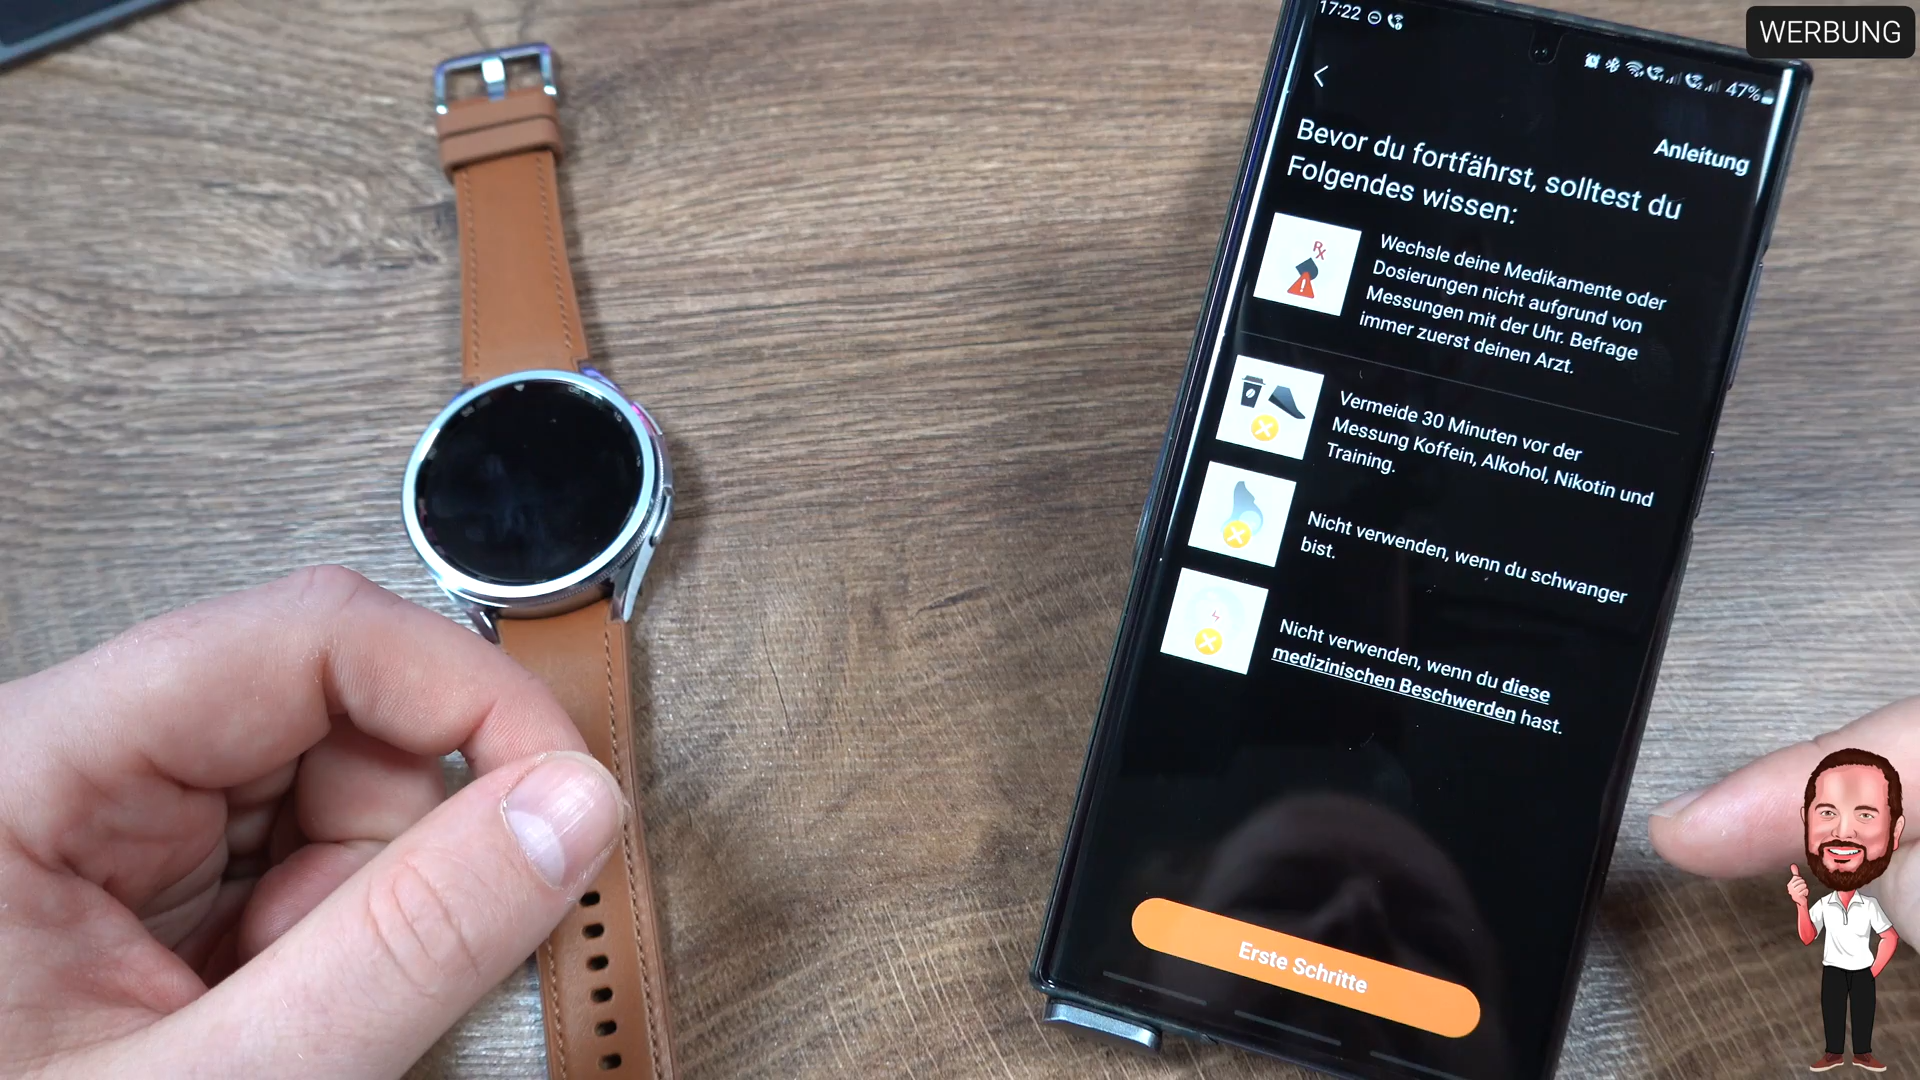 WERBUNG
17:22
47%
Anleitung
Bevor du fortfährst, solltest du
Folgendes wissen:
Rx
Wechsle deine Medikamente oder
Dosierungen nicht aufgrund von
Messungen mit der Uhr. Befrage
immer zuerst deinen Arzt.
Vermeide 30 Minuten vor der
Messung Koffein, Alkohol, Nikotin und
Training.
Nicht verwenden, wenn du schwanger
bist.
Nicht verwenden, wenn du diese
medizinischen Beschwerden hast.
Erste Schritte